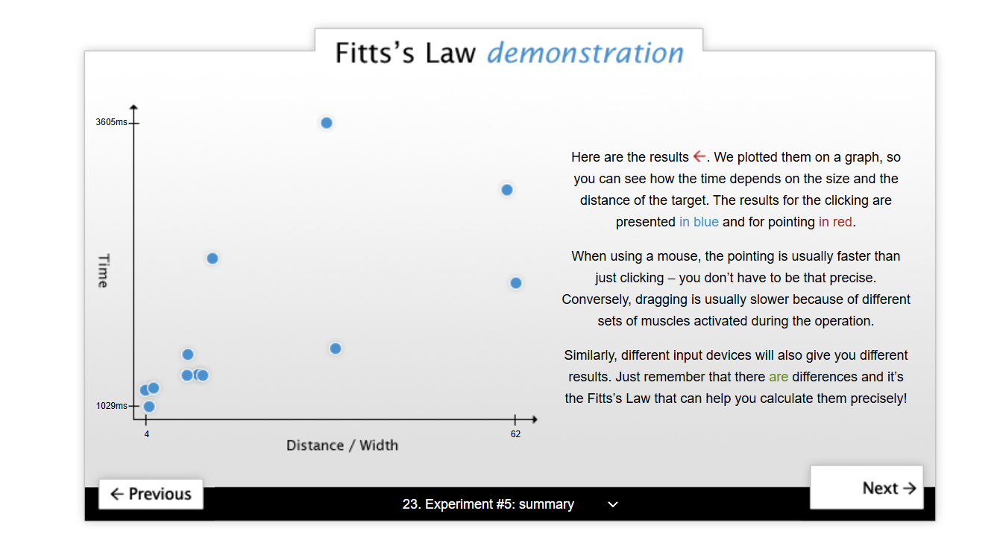 Fitts's Law demonstration
3605ms
Time
1029ms
4
62
Distance / Width
Here are the results ←. We plotted them on a graph, so
you can see how the time depends on the size and the
distance of the target. The results for the clicking are
presented in blue and for pointing in red.
When using a mouse, the pointing is usually faster than
just clicking – you don't have to be that precise.
Conversely, dragging is usually slower because of different
sets of muscles activated during the operation.
Similarly, different input devices will also give you different
results. Just remember that there are differences and it's
the Fitts's Law that can help you calculate them precisely!
← Previous
23. Experiment #5: summary
Next →